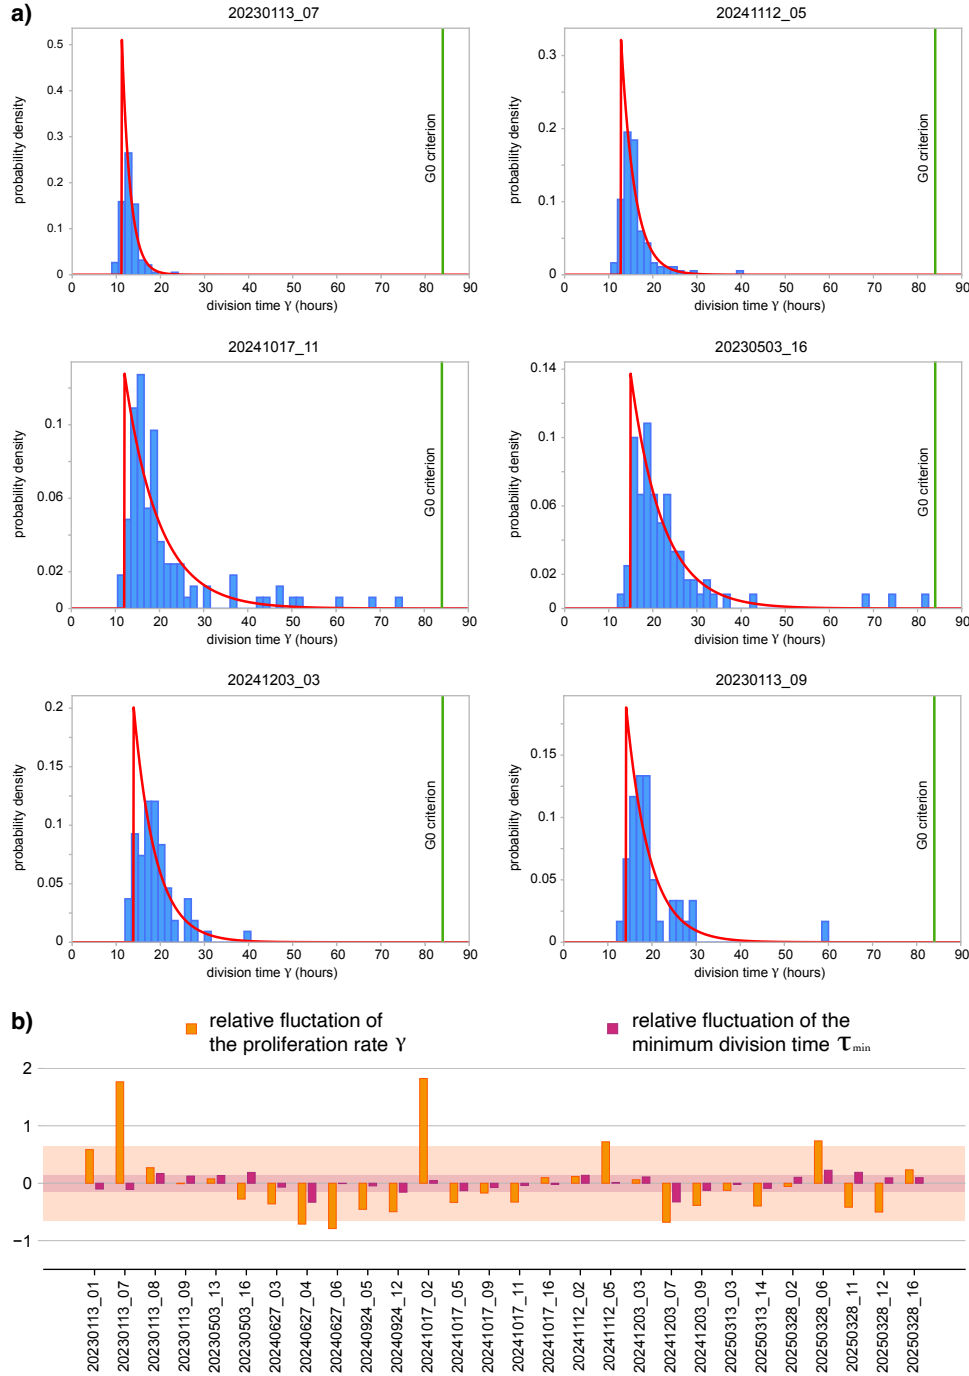 a)
20230113_07
probability density
0.5
0.4
0.3
0.2
0.1
0
G0 criterion
0 10 20 30 40 50 60 70 80 90
division time γ (hours)
20241112_05
probability density
0.3
0.2
0.1
0
G0 criterion
0 10 20 30 40 50 60 70 80 90
division time γ (hours)
20241017_11
probability density
0.1
0.06
0.02
0
G0 criterion
0 10 20 30 40 50 60 70 80 90
division time γ (hours)
20230503_16
probability density
0.14
0.1
0.06
0.02
0
G0 criterion
0 10 20 30 40 50 60 70 80 90
division time γ (hours)
20241203_03
probability density
0.2
0.15
0.1
0.05
0
G0 criterion
0 10 20 30 40 50 60 70 80 90
division time γ (hours)
20230113_09
probability density
0.15
0.1
0.05
0
G0 criterion
0 10 20 30 40 50 60 70 80 90
division time γ (hours)
b)
relative fluctation of
the proliferation rate γ
relative fluctuation of the
minimum division time τmin
2
1
0
−1
20230113_01
20230113_07
20230113_08
20230113_09
20230503_13
20230503_16
20240627_03
20240627_04
20240627_06
20240924_05
20240924_12
20241017_02
20241017_05
20241017_09
20241017_11
20241017_16
20241112_02
20241112_05
20241203_03
20241203_07
20241203_09
20250313_03
20250313_14
20250328_02
20250328_06
20250328_11
20250328_12
20250328_16